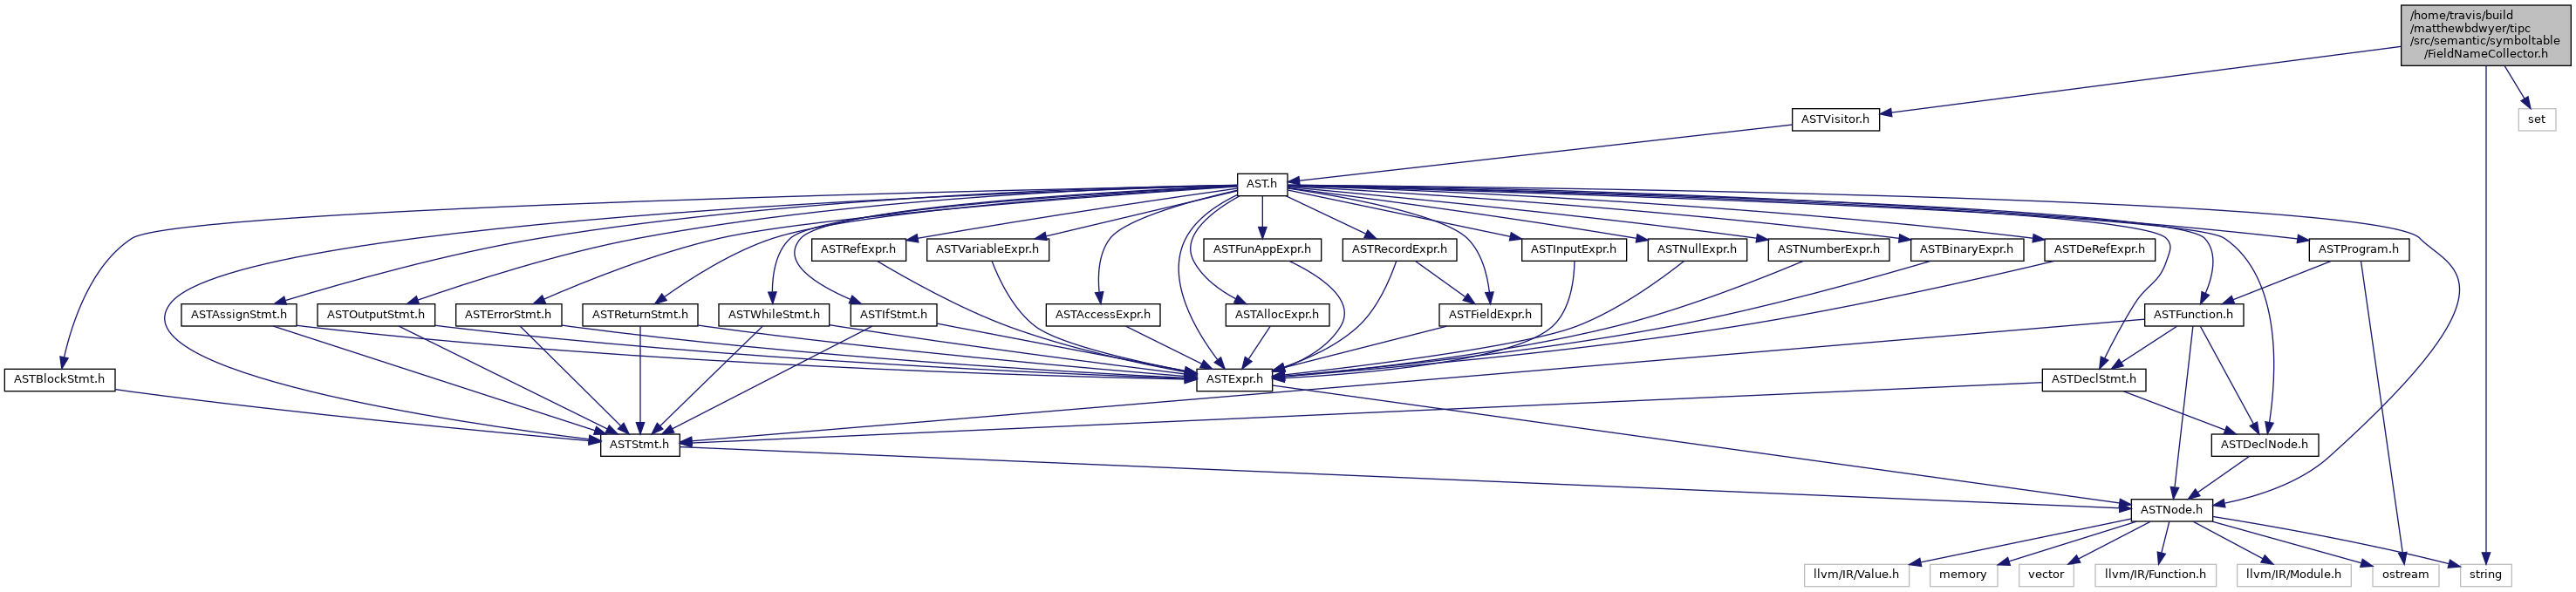 /home/travis/build
/matthewbdwyer/tipc
/src/semantic/symboltable
/FieldNameCollector.h
ASTVisitor.h
set
AST.h
ASTRefExpr.h
ASTVariableExpr.h
ASTFunAppExpr.h
ASTRecordExpr.h
ASTInputExpr.h
ASTNullExpr.h
ASTNumberExpr.h
ASTBinaryExpr.h
ASTDeRefExpr.h
ASTProgram.h
ASTAssignStmt.h
ASTOutputStmt.h
ASTErrorStmt.h
ASTReturnStmt.h
ASTWhileStmt.h
ASTIfStmt.h
ASTAccessExpr.h
ASTAllocExpr.h
ASTFieldExpr.h
ASTFunction.h
ASTBlockStmt.h
ASTExpr.h
ASTDeclStmt.h
ASTStmt.h
ASTDeclNode.h
ASTNode.h
llvm/IR/Value.h
memory
vector
llvm/IR/Function.h
llvm/IR/Module.h
ostream
string